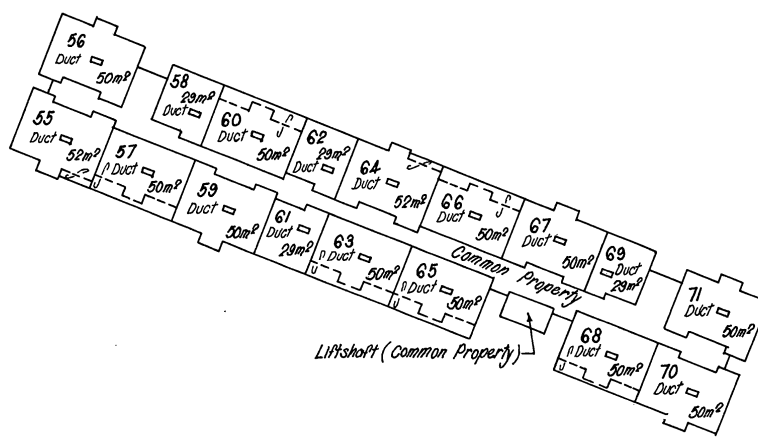 56
Duct
50m²
58
29m²
Duct
60
Duct
50m²
62
29m²
Duct
64
Duct
52m²
66
Duct
50m²
67
Duct
50m²
69
Duct
29m²
71
Duct
50m²
55
Duct
52m²
57
Duct
50m²
59
Duct
50m²
61
Duct
29m²
63
Duct
50m²
65
Duct
50m²
Common Property
Liftshaft (Common Property)
68
Duct
50m²
70
Duct
50m²